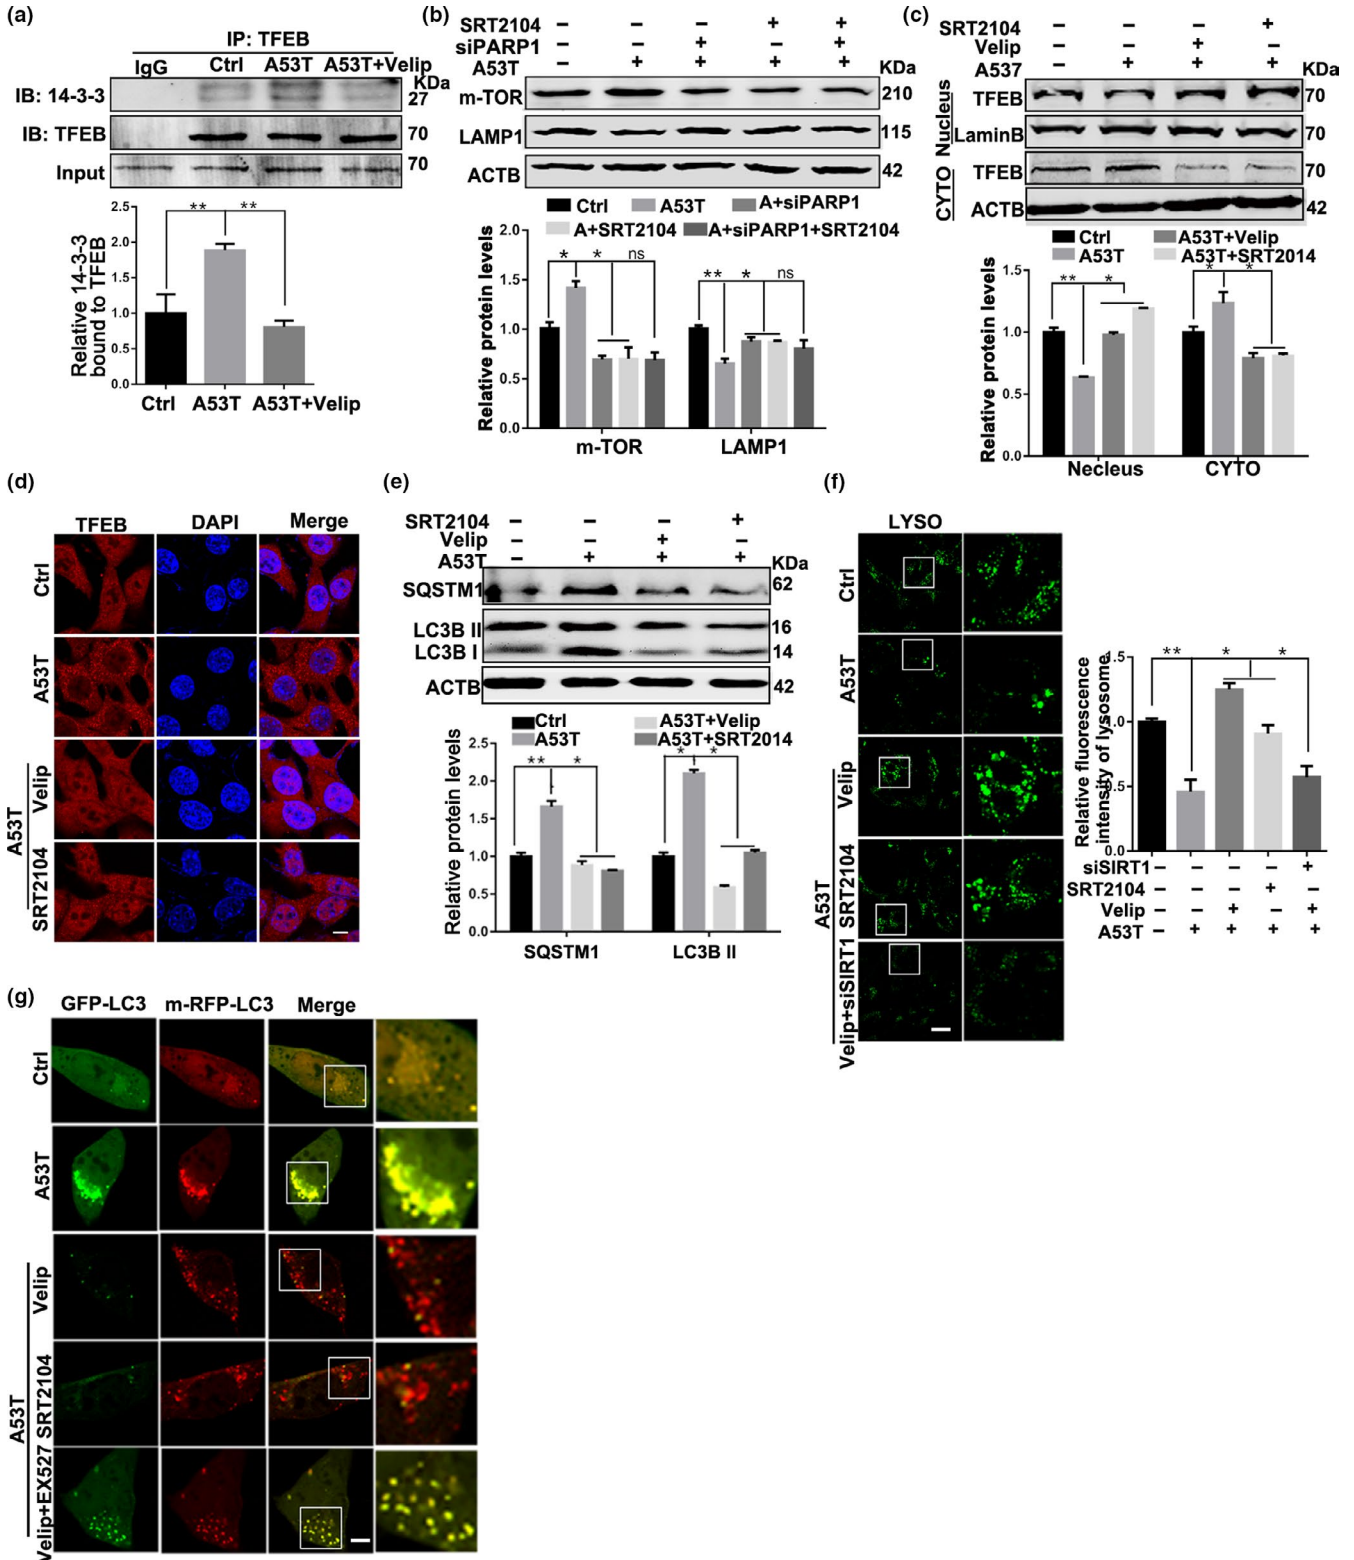 (a)
IP: TFEB
IgG Ctrl A53T A53T+Velip
KDa
IB: 14-3-3 27
IB: TFEB 70
Input 70
Relative 14-3-3
bound to TFEB
2.5
2.0
1.5
1.0
0.5
0.0
** **
Ctrl A53T A53T+Velip
(b)
SRT2104 − − − + +
siPARP1 − − + − +
A53T − + + + + KDa
m-TOR 210
LAMP1 115
ACTB 42
Ctrl A53T A+siPARP1
A+SRT2104 A+siPARP1+SRT2104
Relative protein levels
2.0
1.5
1.0
0.5
0.0
* * ns ** * ns
m-TOR LAMP1
(c)
SRT2104 − − − +
Velip − − + −
A537 − + + + KDa
Nucleus
TFEB 70
LaminB 70
CYTO
TFEB 70
ACTB 42
Ctrl A53T+Velip
A53T A53T+SRT2014
Relative protein levels
1.5
1.0
0.5
0.0
** * * *
Necleus CYTO
(d)
TFEB DAPI Merge
Ctrl
A53T
A53T
Velip
SRT2104
(e)
SRT2104 − − − +
Velip − − + −
A53T − + + + KDa
SQSTM1 62
LC3B II 16
LC3B I 14
ACTB 42
Ctrl A53T+Velip
A53T A53T+SRT2014
Relative protein levels
2.5
2.0
1.5
1.0
0.5
0.0
** * * *
SQSTM1 LC3B II
(f)
LYSO
Ctrl
A53T
A53T
Velip
SRT2104
Velip+siSIRT1
Relative fluorescence
intensity of lysosome
1.5
1.0
0.5
0.0
** * *
siSIRT1 − − − − +
SRT2104 − − − + −
Velip − − + − +
A53T − + + + +
(g)
GFP-LC3 m-RFP-LC3 Merge
Ctrl
A53T
A53T
Velip
SRT2104
Velip+EX527